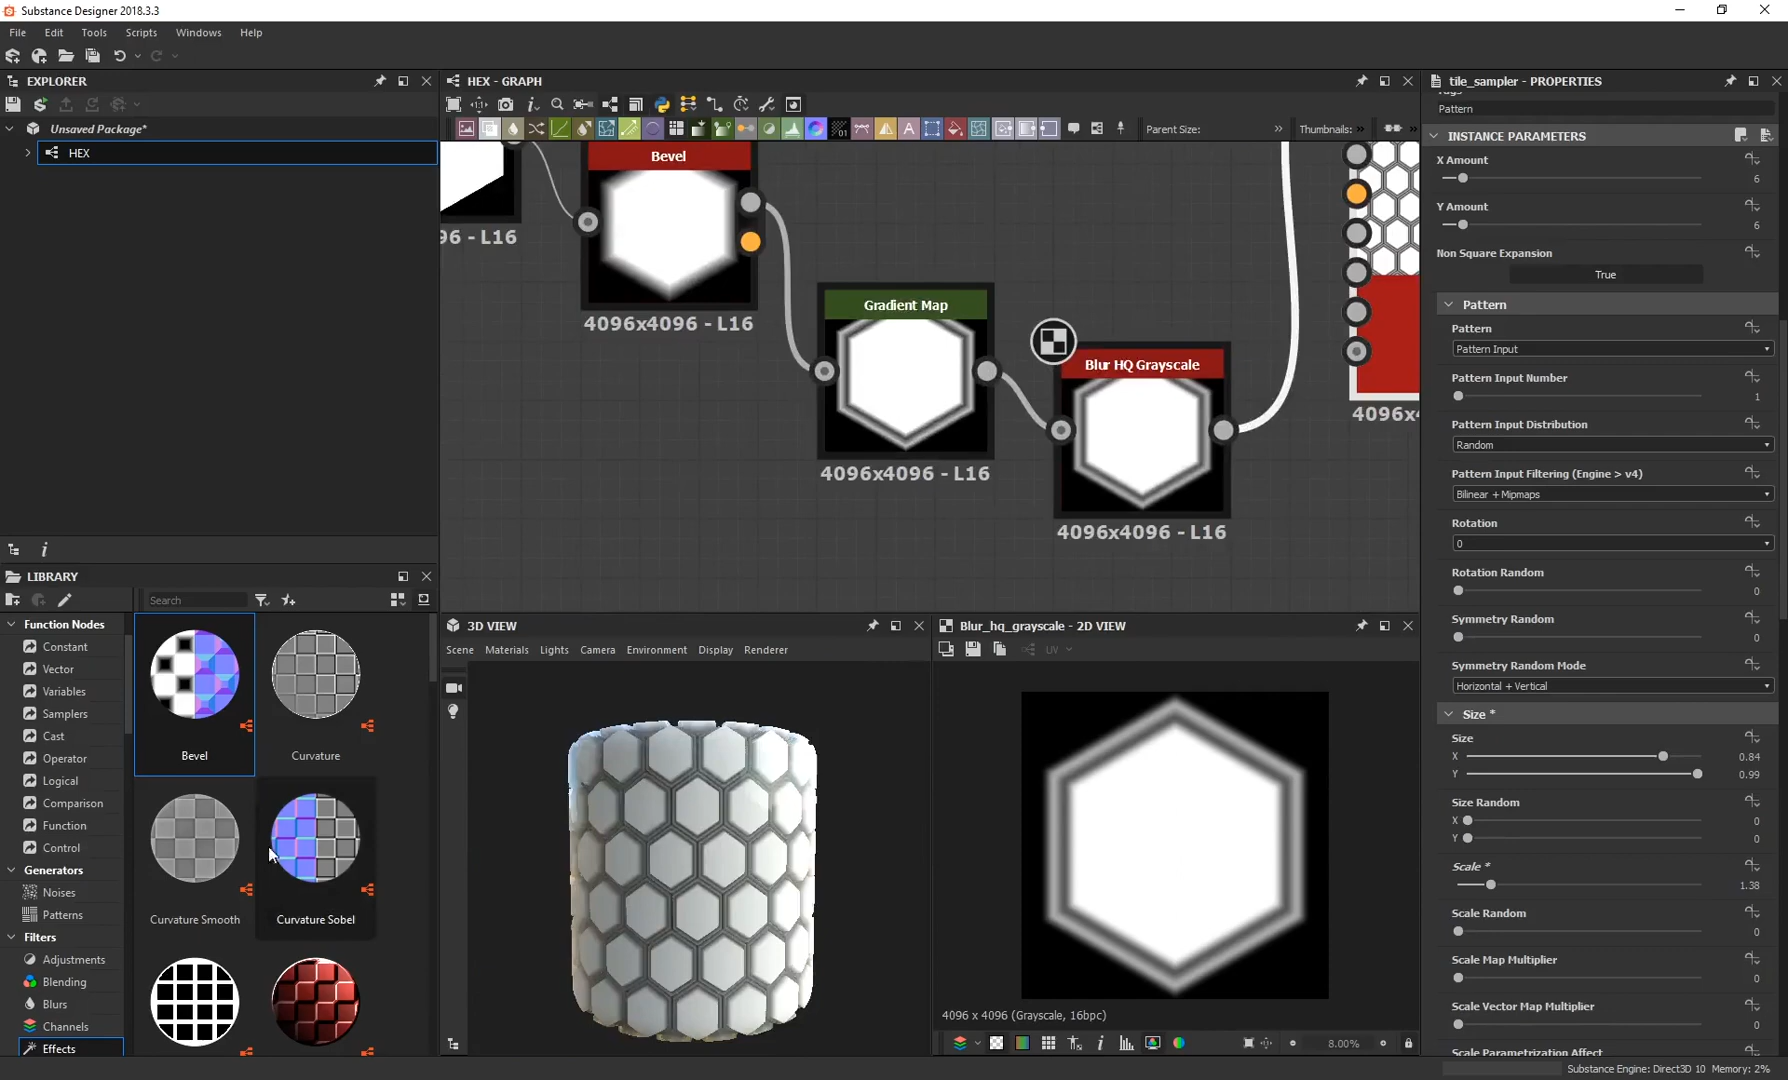 Substance Designer 2018.3.3
File Edit Tools Scripts Windows Help
EXPLORER
Unsaved Package*
HEX
LIBRARY
Search
Function Nodes
Constant
Vector
Variables
Samplers
Cast
Operator
Logical
Comparison
Function
Control
Generators
Noises
Patterns
Filters
Adjustments
Blending
Blurs
Channels
Effects
Bevel
Curvature
Curvature Smooth
Curvature Sobel
HEX - GRAPH
Parent Size:
Thumbnails:
96 - L16
Bevel
4096x4096 - L16
Gradient Map
4096x4096 - L16
Blur HQ Grayscale
4096x4096 - L16
4096x4
3D VIEW
Scene Materials Lights Camera Environment Display Renderer
Blur_hq_grayscale - 2D VIEW
UV
4096 x 4096 (Grayscale, 16bpc)
8.00%
tile_sampler - PROPERTIES
Pattern
INSTANCE PARAMETERS
X Amount
6
Y Amount
6
Non Square Expansion
True
Pattern
Pattern
Pattern Input
Pattern Input Number
1
Pattern Input Distribution
Random
Pattern Input Filtering (Engine > v4)
Bilinear + Mipmaps
Rotation
0
Rotation Random
0
Symmetry Random
0
Symmetry Random Mode
Horizontal + Vertical
Size *
Size
X 0.84
Y 0.99
Size Random
X 0
Y 0
Scale *
1.38
Scale Random
0
Scale Map Multiplier
0
Scale Vector Map Multiplier
0
Scale Parametrization Affect
Substance Engine: Direct3D 10 Memory: 2%